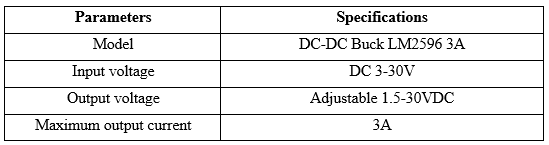 Parameters Specifications
Model DC-DC Buck LM2596 3A
Input voltage DC 3-30V
Output voltage Adjustable 1.5-30VDC
Maximum output current 3A